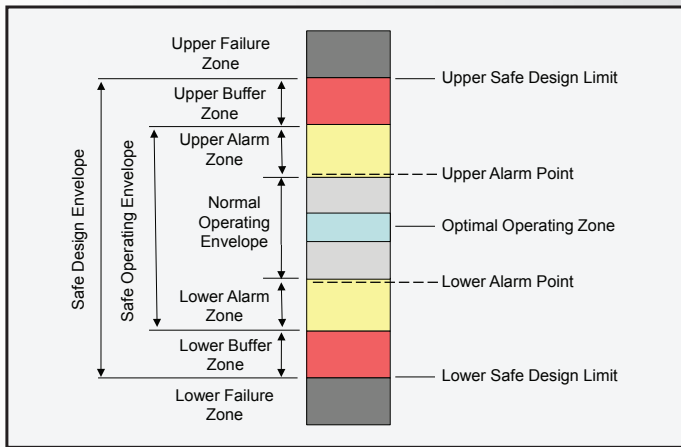 Upper Failure
Zone
Upper Safe Design Limit
Upper Buffer
Zone
Upper Alarm
Zone
Upper Alarm Point
Normal
Operating
Envelope
Optimal Operating Zone
Lower Alarm Point
Lower Alarm
Zone
Lower Buffer
Zone
Lower Safe Design Limit
Lower Failure
Zone
Safe Design Envelope
Safe Operating Envelope